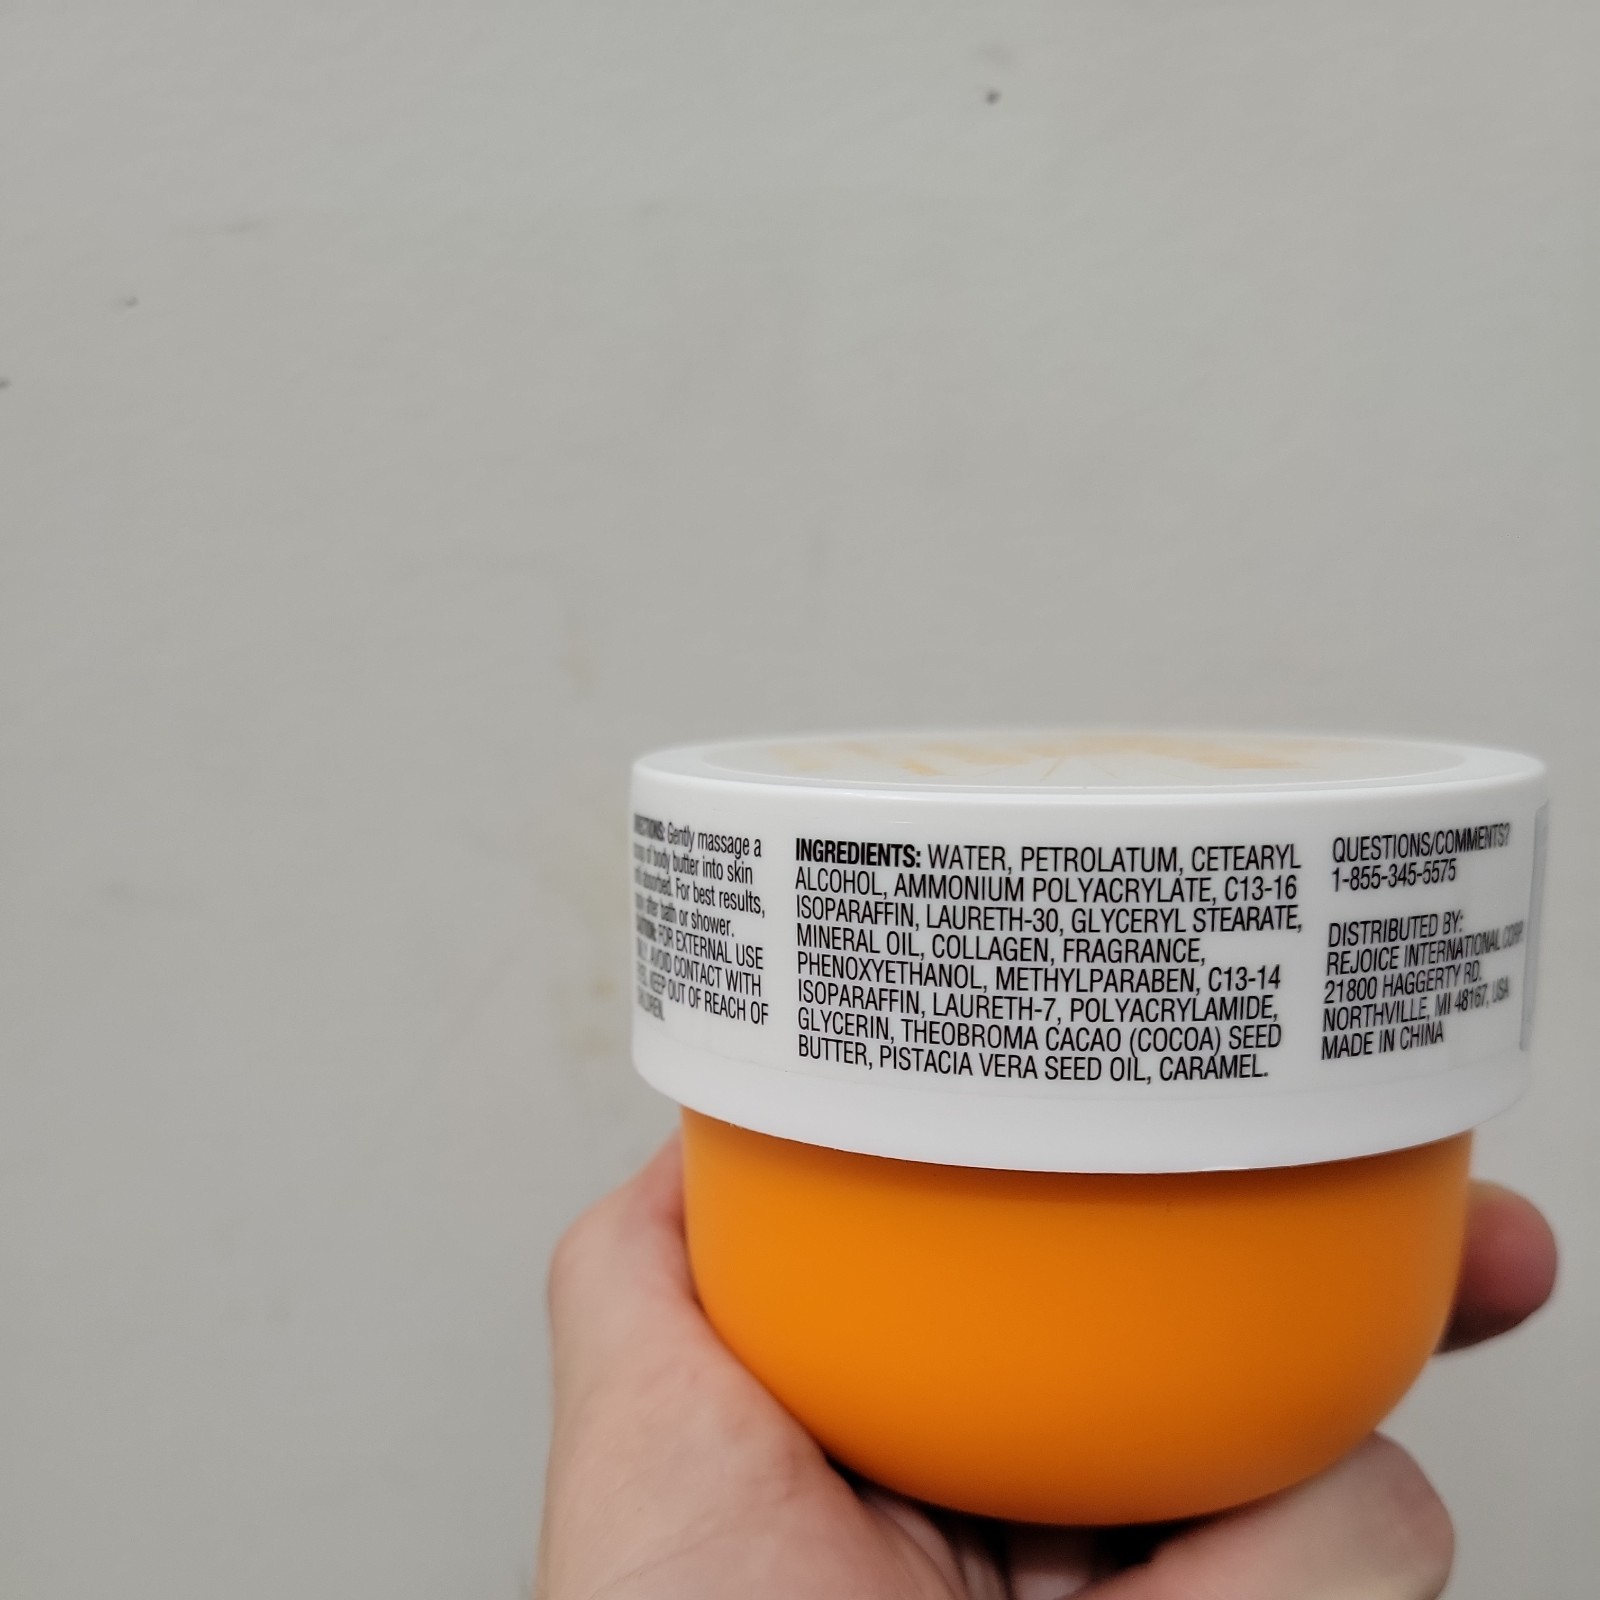 Gently massage a
of body butter into skin
absorbed. For best results,
after bath or shower.
FOR EXTERNAL USE
AVOID CONTACT WITH
KEEP OUT OF REACH OF
INGREDIENTS: WATER, PETROLATUM, CETEARYL
ALCOHOL, AMMONIUM POLYACRYLATE, C13-16
ISOPARAFFIN, LAURETH-30, GLYCERYL STEARATE,
MINERAL OIL, COLLAGEN, FRAGRANCE,
PHENOXYETHANOL, METHYLPARABEN, C13-14
ISOPARAFFIN, LAURETH-7, POLYACRYLAMIDE,
GLYCERIN, THEOBROMA CACAO (COCOA) SEED
BUTTER, PISTACIA VERA SEED OIL, CARAMEL.
QUESTIONS/COMMENTS?
1-855-345-5575
DISTRIBUTED BY:
REJOICE INTERNATIONAL CORP.
21800 HAGGERTY RD.
NORTHVILLE, MI 48167, USA
MADE IN CHINA